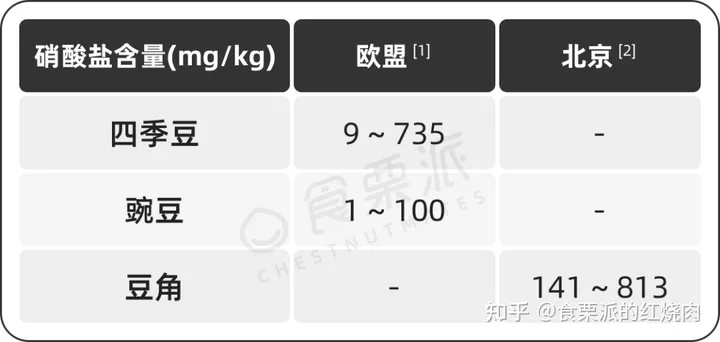 硝酸盐含量(mg/kg) 欧盟[1] 北京[2]
四季豆 9 ~ 735 -
豌豆 1 ~ 100 -
豆角 - 141 ~ 813
食栗派
CHESTNUTMATES
知乎 @食栗派的红烧肉